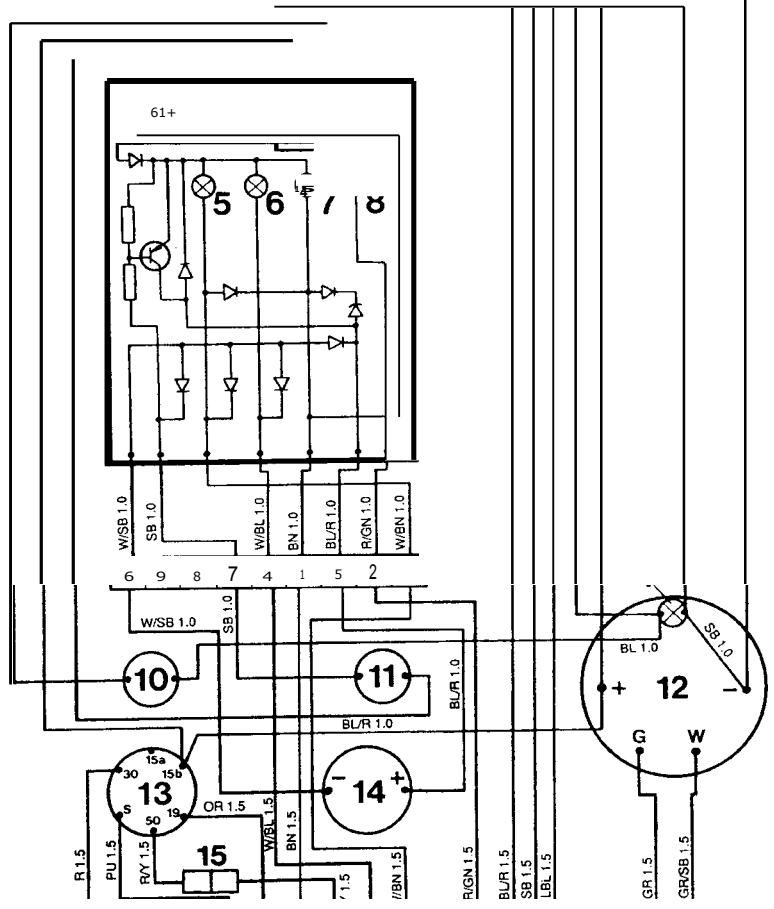 61+
5 6 7 8
W/SB 1.0
SB 1.0
W/BL 1.0
BN 1.0
BL/R 1.0
R/GN 1.0
W/BN 1.0
6 9 8 7 4 1 5 2
W/SB 1.0
SB 1.0
BL/R 1.0
BL 1.0
SB 1.0
10
11
+ 12 −
G W
BL/R 1.0
15a
30 15b
13
S 19
50
OR 1.5
− 14 +
R 1.5
PU 1.5
R/Y 1.5
15
W/BL 1.5
BN 1.5
/BN 1.5
R/GN 1.5
BL/R 1.5
SB 1.5
LBL 1.5
GR 1.5
GR/SB 1.5